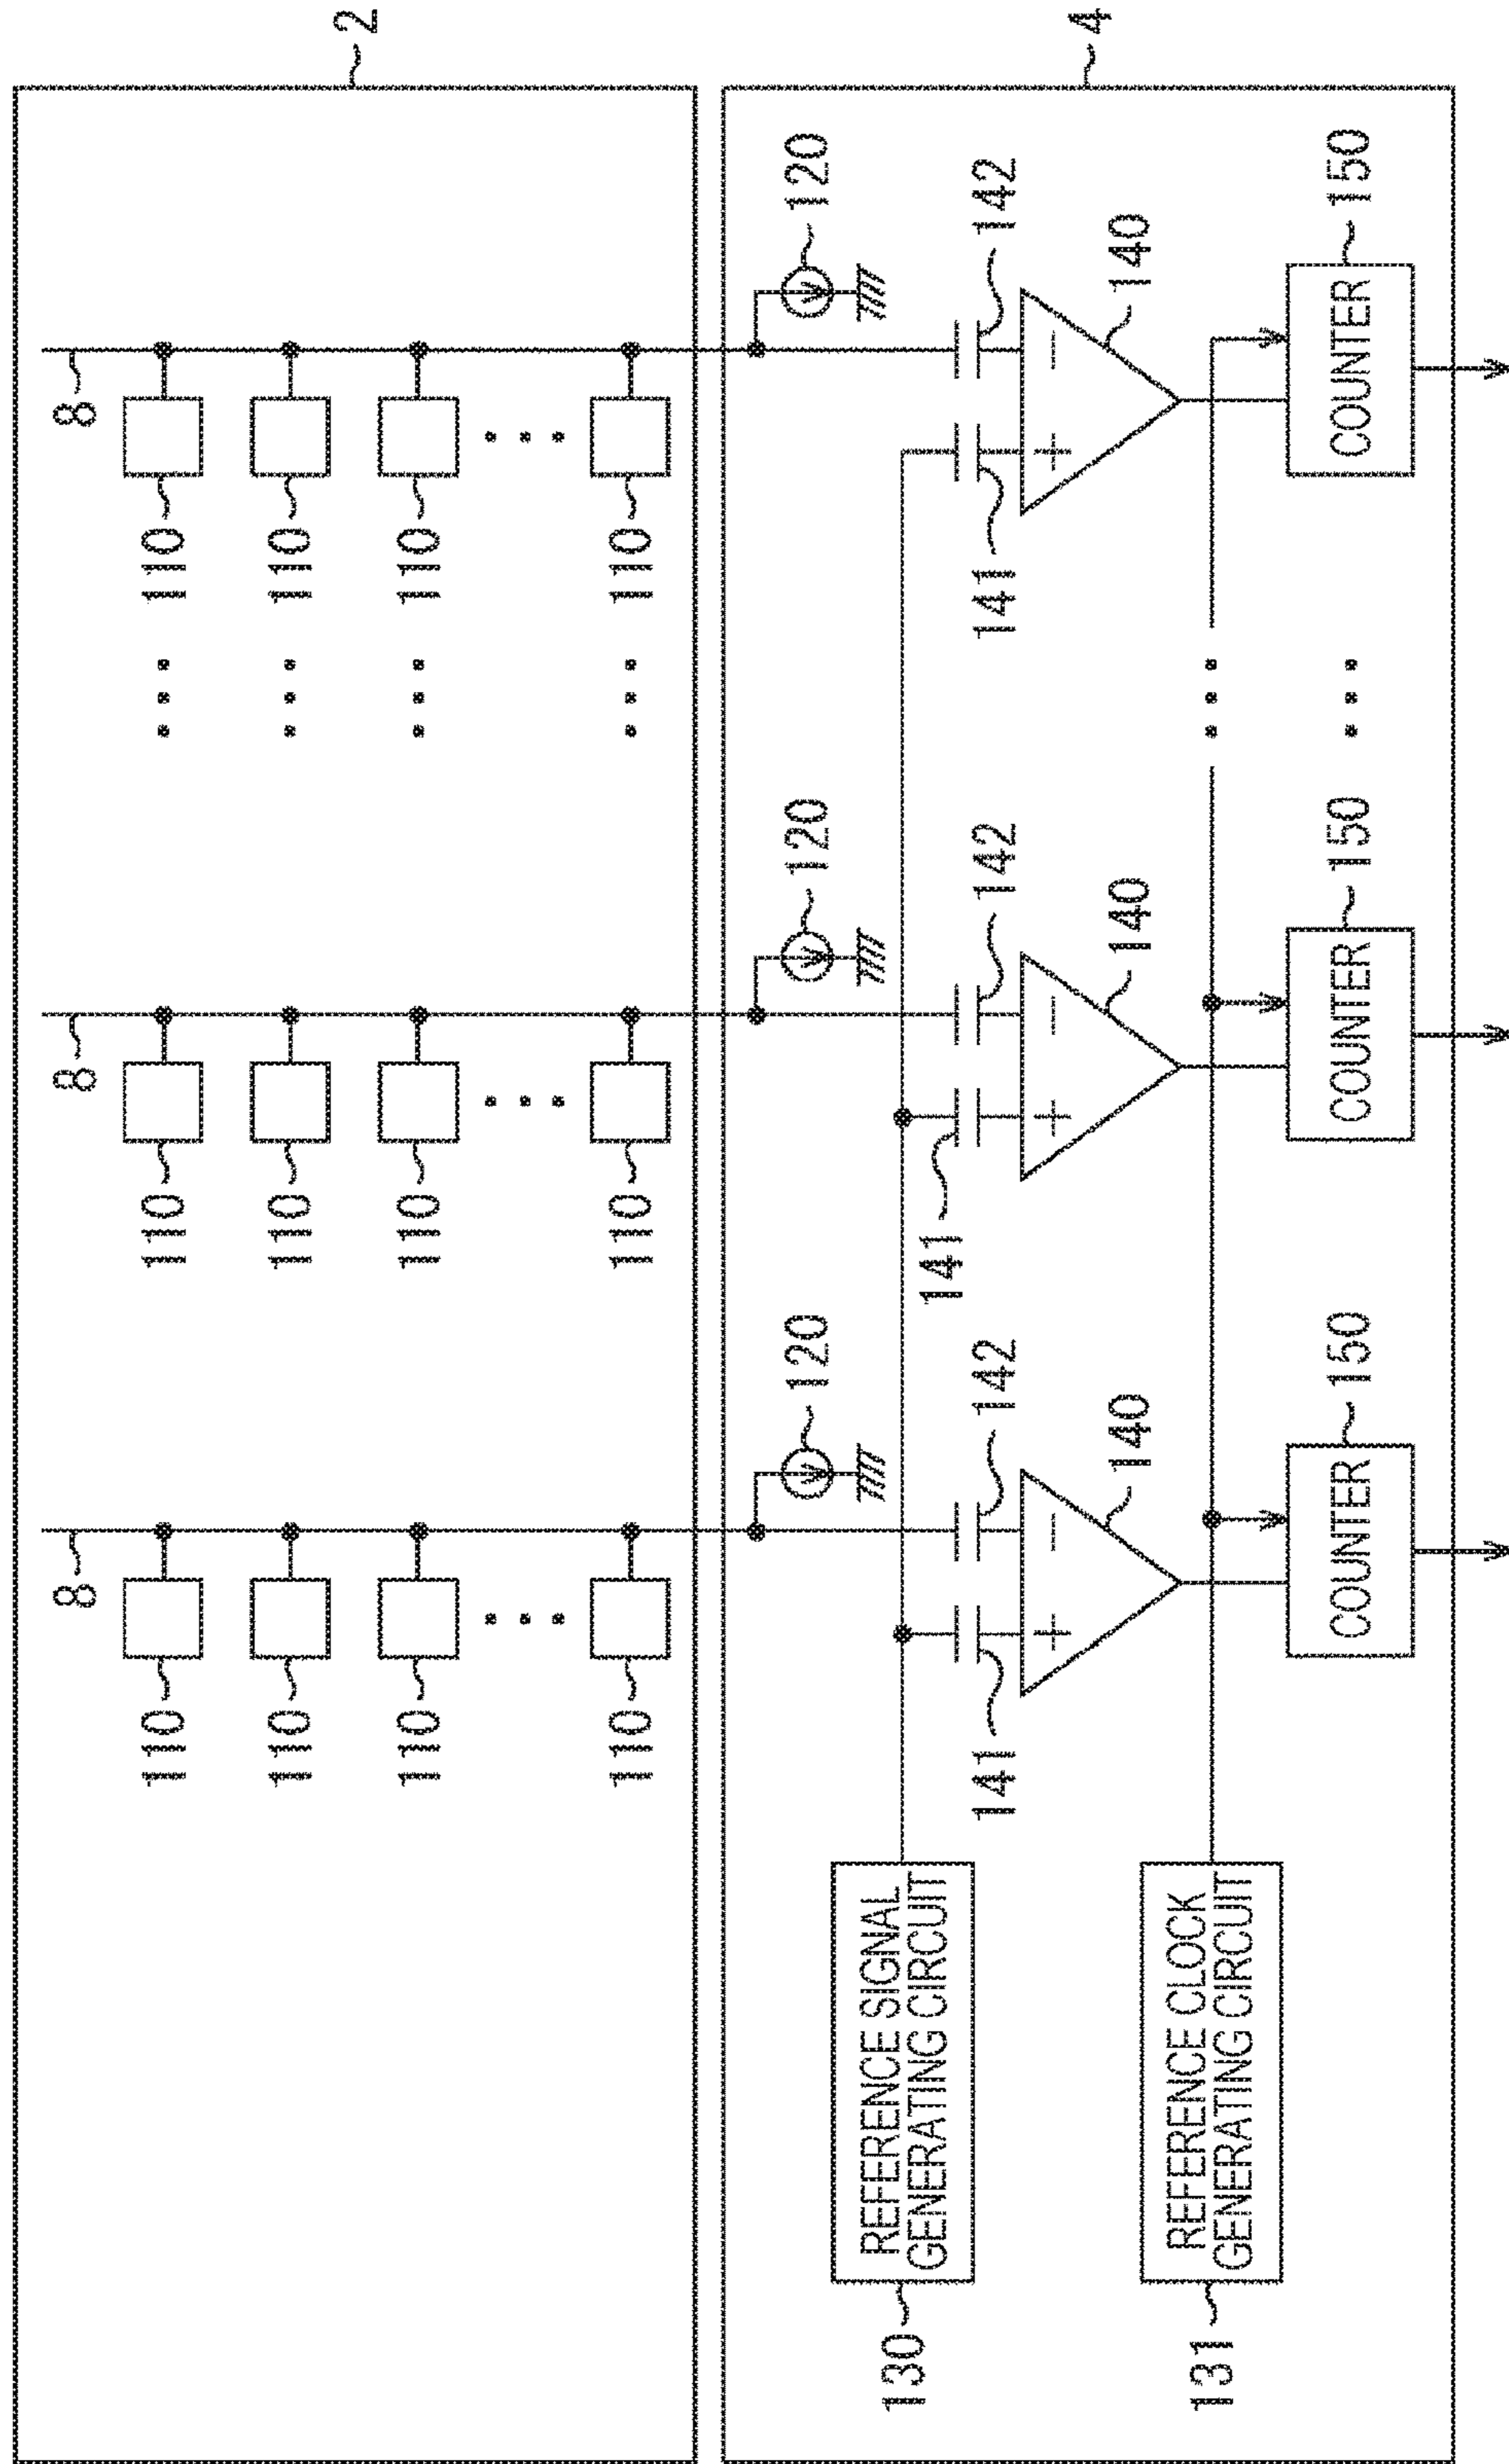 8 8 8
110 110 110
110 110 110
2
110 110 110
110 110 110
120 120 120
130
REFERENCE SIGNAL
GENERATING CIRCUIT
141
141 142 142 141 142
+ − + − + −
4
140 140 140
131
REFERENCE CLOCK
GENERATING CIRCUIT
COUNTER 150 COUNTER 150 COUNTER 150